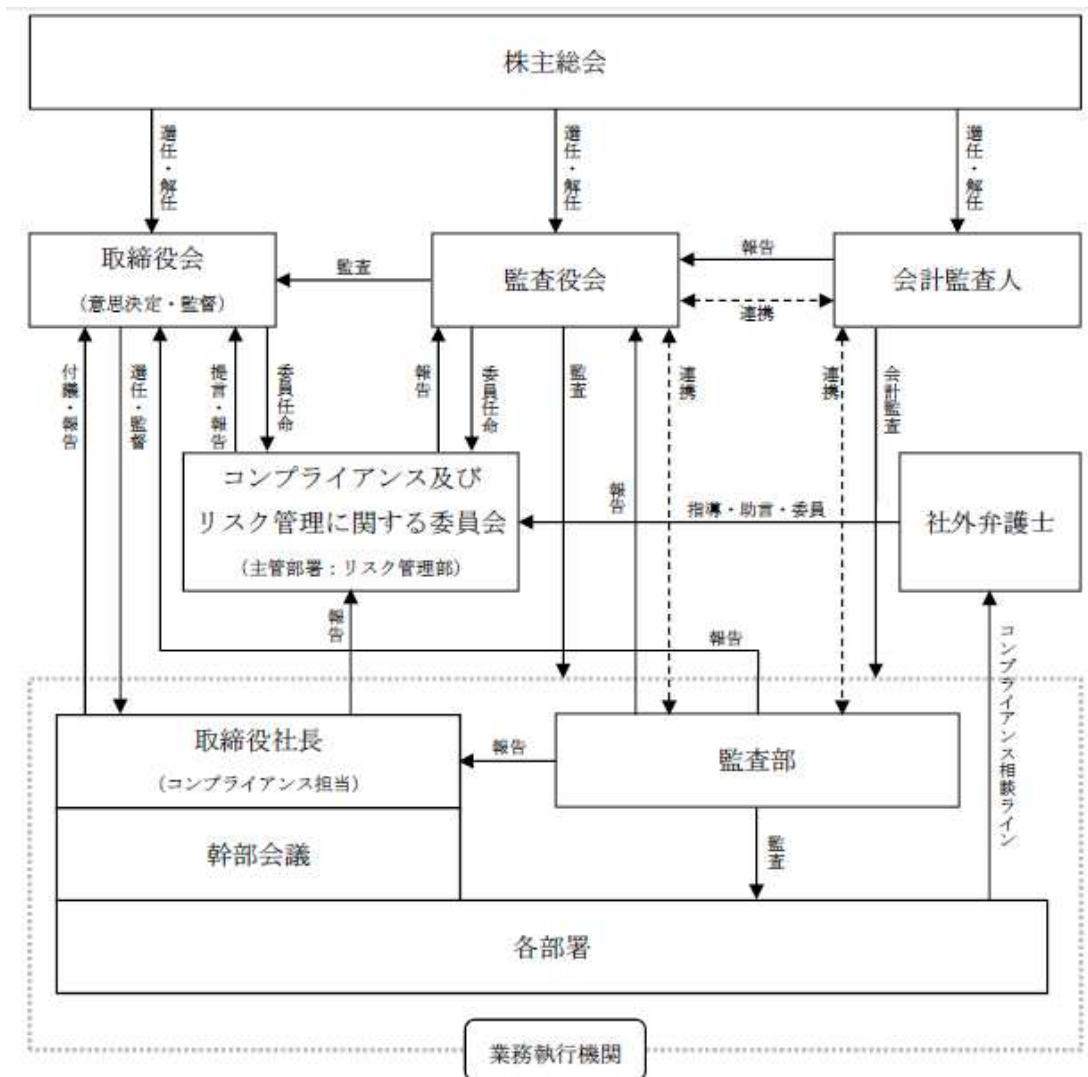 株主総会
選任・解任
選任・解任
選任・解任
取締役会
(意思決定・監督)
監査
監査役会
報告
連携
会計監査人
付議・報告
選任・監督
提言・報告
委員任命
報告
委員任命
監査
報告
連携
連携
会計監査
コンプライアンス及び
リスク管理に関する委員会
(主管部署：リスク管理部)
指導・助言・委員
社外弁護士
報告
報告
コンプライアンス相談ライン
取締役社長
(コンプライアンス担当)
報告
監査部
幹部会議
監査
各部署
業務執行機関